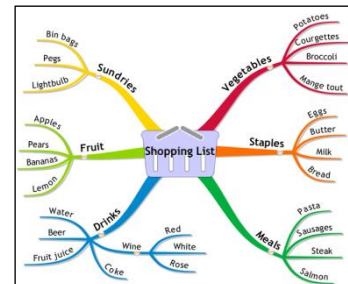 Shopping List
Vegetables
Potatoes
Courgettes
Broccoli
Mange tout
Staples
Eggs
Butter
Milk
Bread
Meals
Pasta
Sausages
Steak
Salmon
Drinks
Water
Beer
Fruit juice
Coke
Wine
Red
White
Rose
Fruit
Apples
Pears
Bananas
Lemon
Sundries
Bin bags
Pegs
Lightbulb